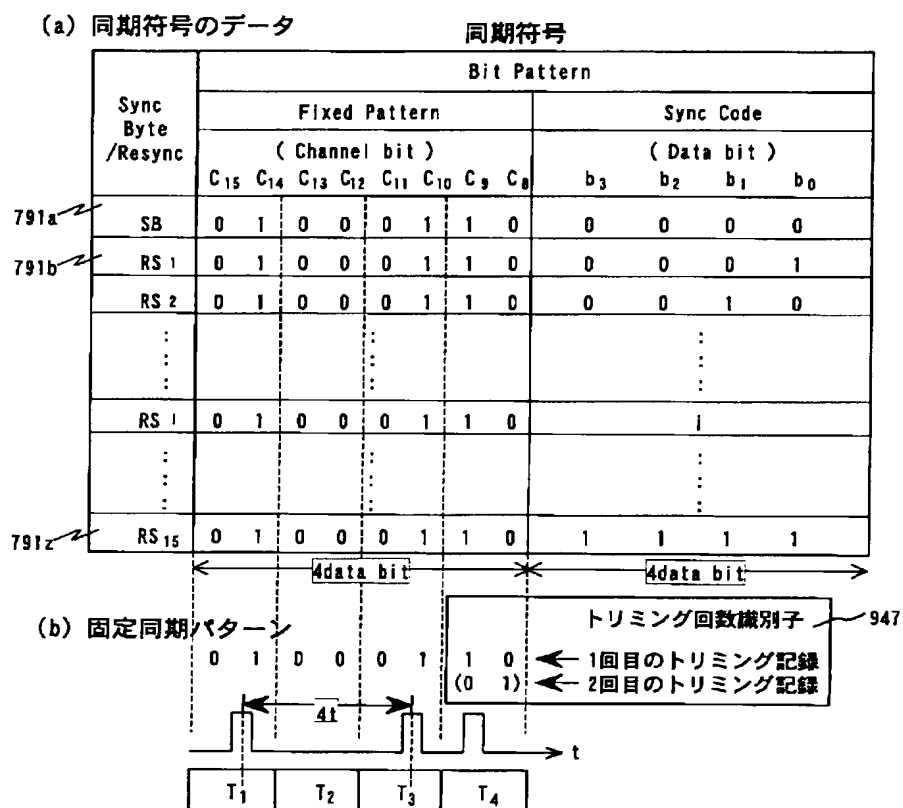 (a) 同期符号のデータ
同期符号
Sync Byte /Resync
Bit Pattern
Fixed Pattern
Sync Code
( Channel bit )
( Data bit )
C15 C14 C13 C12 C11 C10 C9 C8 b3 b2 b1 b0
791a SB 0 1 0 0 0 1 1 0 0 0 0 0
791b RS 1 0 1 0 0 0 1 1 0 0 0 0 1
RS 2 0 1 0 0 0 1 1 0 0 0 1 0
RS i 0 1 0 0 0 1 1 0 i
791z RS 15 0 1 0 0 0 1 1 0 1 1 1 1
4data bit 4data bit
(b) 固定同期パターン
トリミング回数識別子 947
0 1 0 0 0 1 1 0 1回目のトリミング記録
(0 1) 2回目のトリミング記録
4t
t
T1 T2 T3 T4